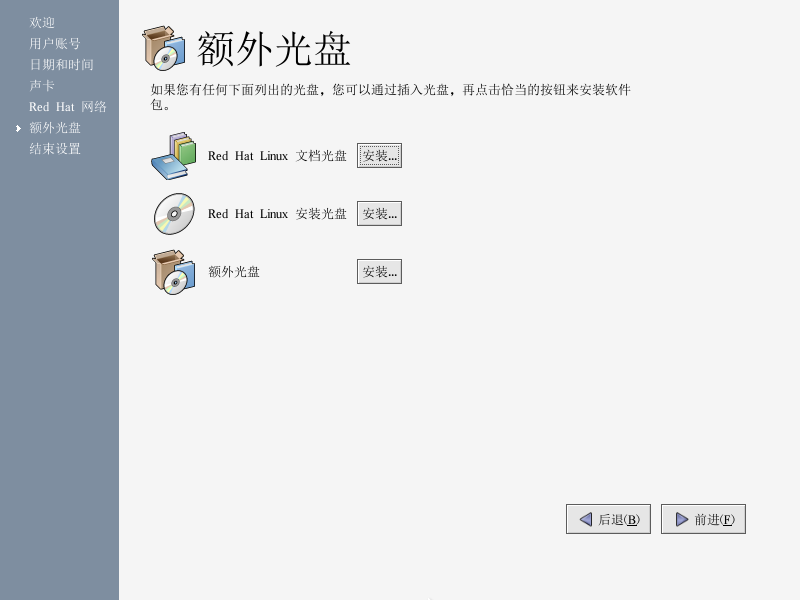 欢迎
用户账号
日期和时间
声卡
Red Hat 网络
额外光盘
结束设置
额外光盘
如果您有任何下面列出的光盘，您可以通过插入光盘，再点击恰当的按钮来安装软件
包。
Red Hat Linux 文档光盘 安装...
Red Hat Linux 安装光盘 安装...
额外光盘 安装...
后退(B) 前进(F)